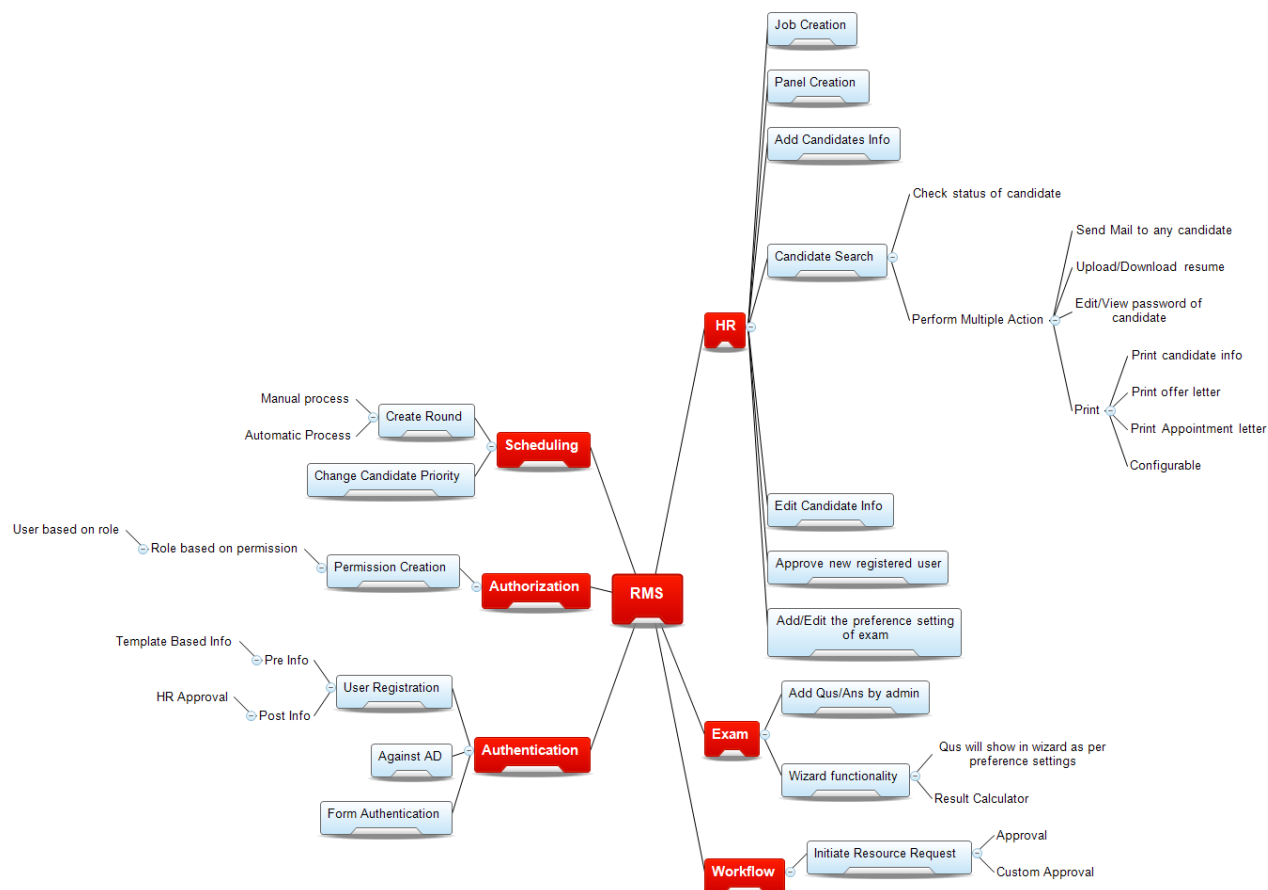 Job Creation
Panel Creation
Add Candidates Info
Check status of candidate
Send Mail to any candidate
Candidate Search
Upload/Download resume
Edit/View password of
candidate
Perform Multiple Action
HR
Print candidate info
Print offer letter
Print
Print Appointment letter
Configurable
Edit Candidate Info
Approve new registered user
Add/Edit the preference setting
of exam
Manual process
Create Round
Automatic Process
Scheduling
Change Candidate Priority
User based on role
Role based on permission
Permission Creation
Authorization
RMS
Template Based Info
Pre Info
User Registration
HR Approval
Post Info
Against AD
Authentication
Form Authentication
Add Qus/Ans by admin
Exam
Qus will show in wizard as per
preference settings
Wizard functionality
Result Calculator
Approval
Initiate Resource Request
Workflow
Custom Approval